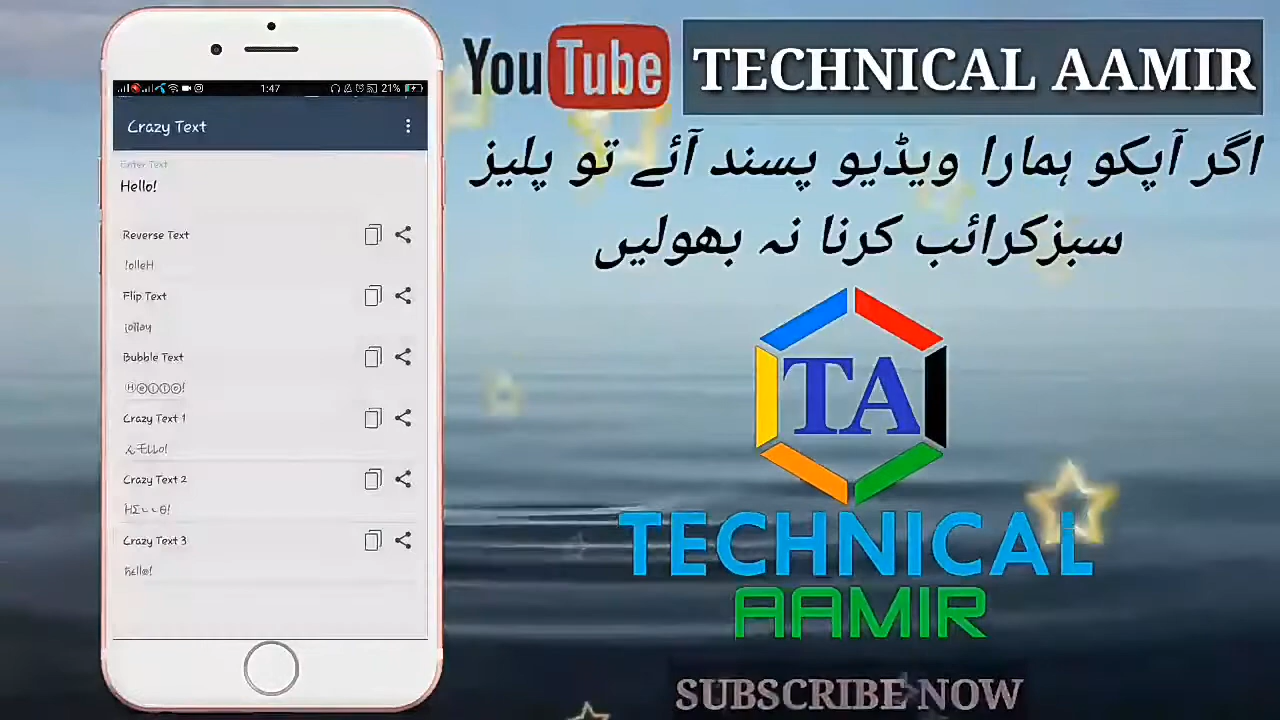 YouTube TECHNICAL AAMIR
اگر آپکو ہمارا ویڈیو پسند آئے تو پلیز
سبزکرائب کرنا نہ بھولیں
TA
TECHNICAL
AAMIR
SUBSCRIBE NOW
1:47 21%
Crazy Text
Enter Text
Hello!
Reverse Text
!olleH
Flip Text
Bubble Text
Ⓗⓔⓛⓛⓞ!
Crazy Text 1
Crazy Text 2
Crazy Text 3